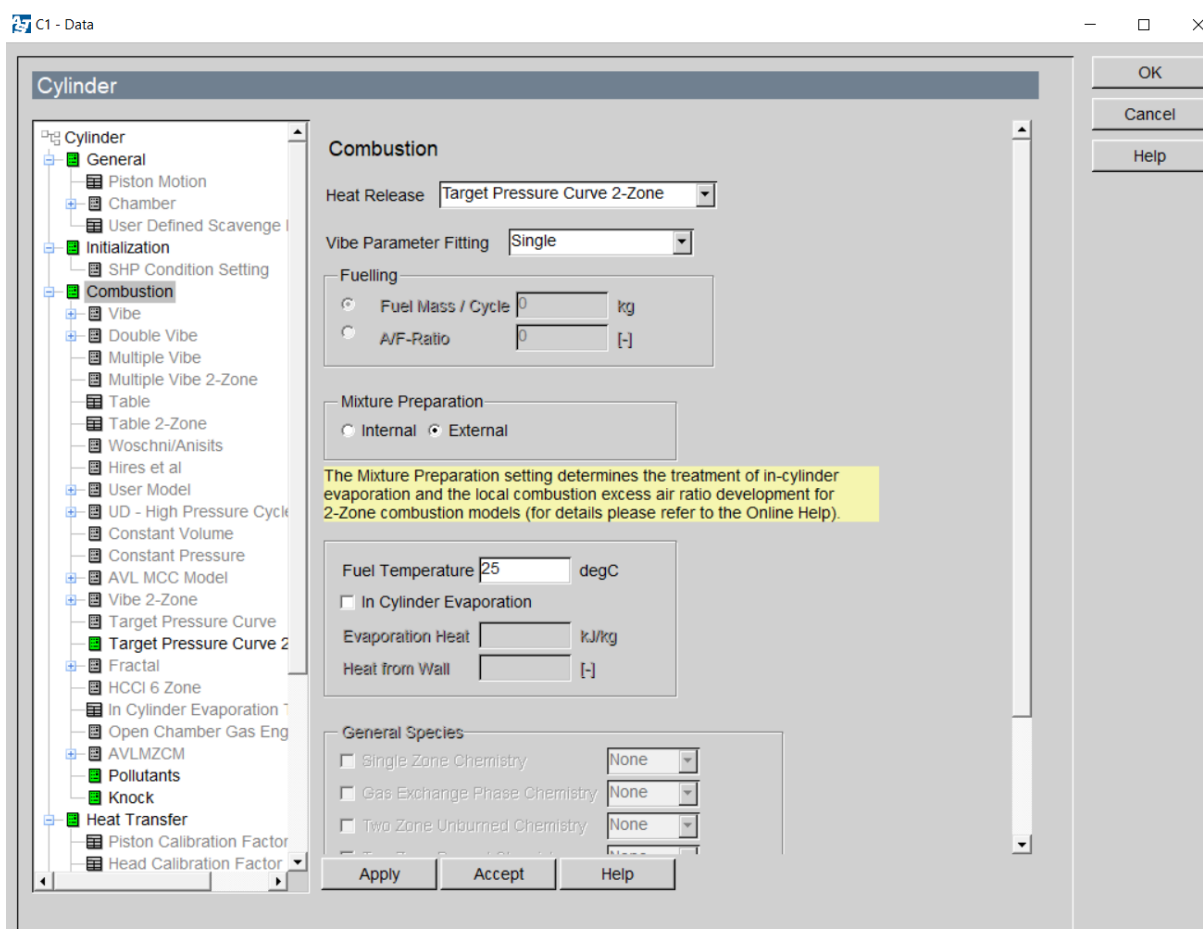 C1 - Data
Cylinder
OK
Cancel
Help
Cylinder
General
Piston Motion
Chamber
User Defined Scavenge
Initialization
SHP Condition Setting
Combustion
Vibe
Double Vibe
Multiple Vibe
Multiple Vibe 2-Zone
Table
Table 2-Zone
Woschni/Anisits
Hires et al
User Model
UD - High Pressure Cycle
Constant Volume
Constant Pressure
AVL MCC Model
Vibe 2-Zone
Target Pressure Curve
Target Pressure Curve 2
Fractal
HCCI 6 Zone
In Cylinder Evaporation
Open Chamber Gas Eng
AVLMZCM
Pollutants
Knock
Heat Transfer
Piston Calibration Factor
Head Calibration Factor
Combustion
Heat Release Target Pressure Curve 2-Zone
Vibe Parameter Fitting Single
Fuelling
Fuel Mass / Cycle 0 kg
A/F-Ratio 0 [-]
Mixture Preparation
Internal External
The Mixture Preparation setting determines the treatment of in-cylinder
evaporation and the local combustion excess air ratio development for
2-Zone combustion models (for details please refer to the Online Help).
Fuel Temperature 25 degC
In Cylinder Evaporation
Evaporation Heat kJ/kg
Heat from Wall [-]
General Species
Single Zone Chemistry None
Gas Exchange Phase Chemistry None
Two Zone Unburned Chemistry None
Apply Accept Help